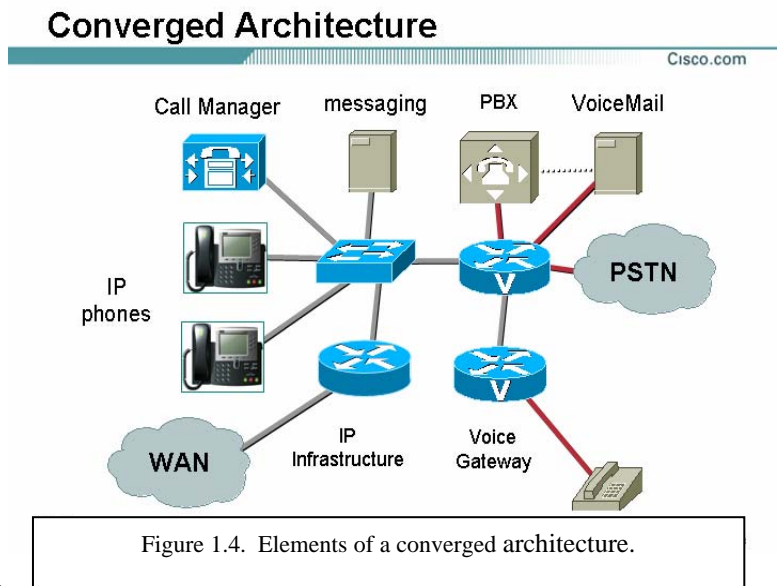 Converged Architecture
Cisco.com
Call Manager
messaging
PBX
VoiceMail
V
PSTN
IP
phones
V
WAN
IP
Infrastructure
Voice
Gateway
Figure 1.4. Elements of a converged architecture.